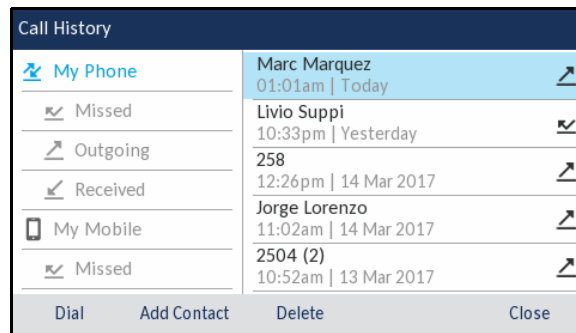 Call History
My Phone
Missed
Outgoing
Received
My Mobile
Missed
Marc Marquez
01:01am | Today
Livio Suppi
10:33pm | Yesterday
258
12:26pm | 14 Mar 2017
Jorge Lorenzo
11:02am | 14 Mar 2017
2504 (2)
10:52am | 13 Mar 2017
Dial Add Contact Delete Close